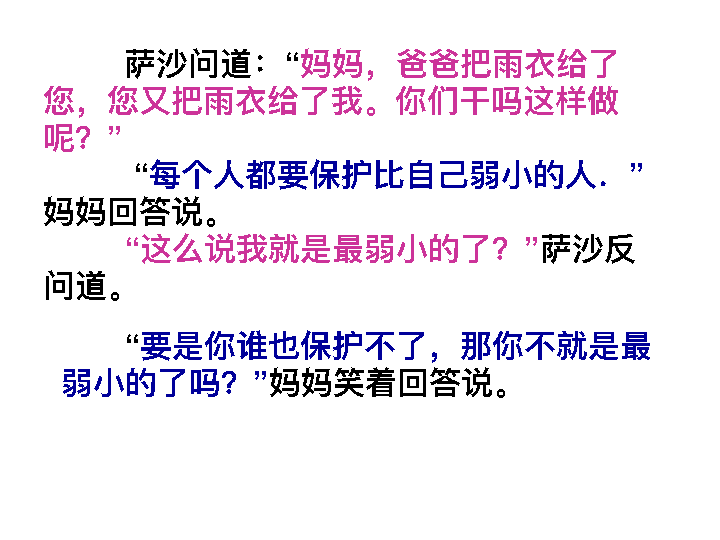 萨沙问道：“妈妈，爸爸把雨衣给了
您，您又把雨衣给了我。你们干吗这样做
呢？”
“每个人都要保护比自己弱小的人．”
妈妈回答说。
“这么说我就是最弱小的了？”萨沙反
问道。
“要是你谁也保护不了，那你不就是最
弱小的了吗？”妈妈笑着回答说。